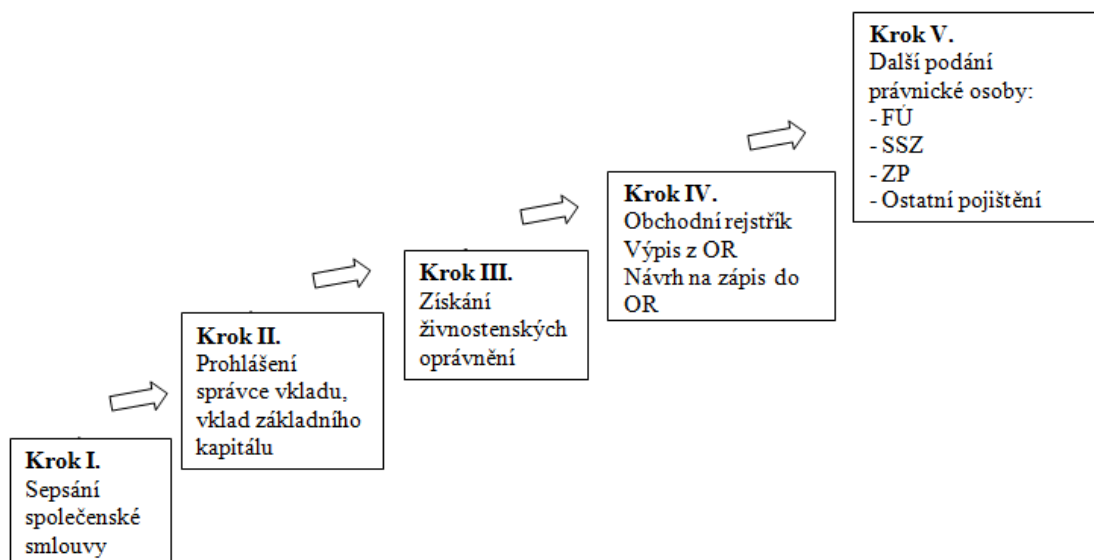 Krok I.
Sepsání
společenské
smlouvy
Krok II.
Prohlášení
správce vkladu,
vklad základního
kapitálu
Krok III.
Získání
živnostenských
oprávnění
Krok IV.
Obchodní rejstřík
Výpis z OR
Návrh na zápis do
OR
Krok V.
Další podání
právnické osoby:
- FÚ
- SSZ
- ZP
- Ostatní pojištění